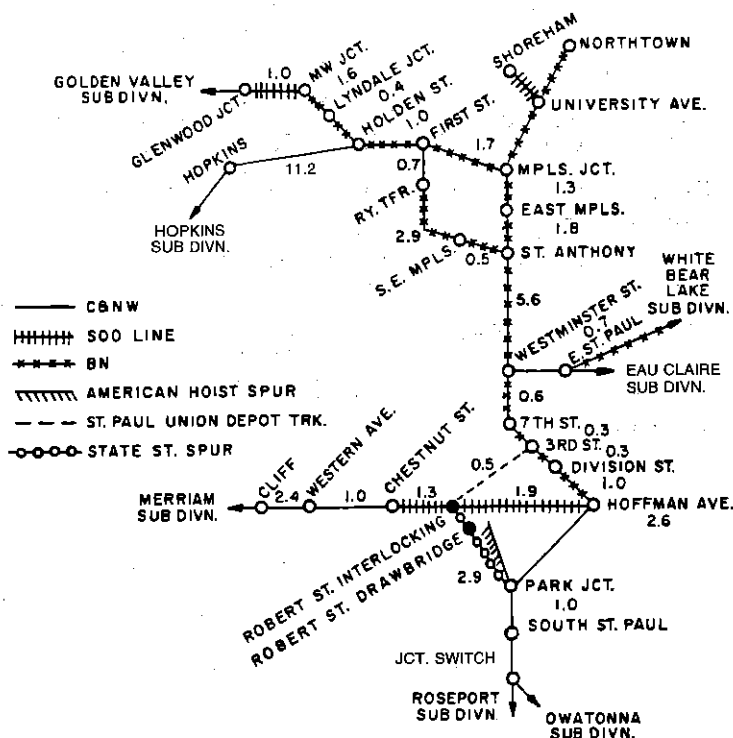 SHOREHAM
NORTHTOWN
GOLDEN VALLEY
SUB DIVN.
1.0
MW JCT.
1.6
LYNDALE JCT.
0.4
HOLDEN ST.
1.0
FIRST ST.
UNIVERSITY AVE.
GLENWOOD JCT.
1.7
HOPKINS
11.2
0.7
MPLS. JCT.
1.3
RY. TFR.
EAST MPLS.
1.8
HOPKINS
SUB DIVN.
2.9
S.E. MPLS.
0.5
ST. ANTHONY
WHITE
BEAR
LAKE
SUB DIVN.
5.6
WESTMINSTER ST.
0.7
E. ST. PAUL
C&NW
SOO LINE
BN
AMERICAN HOIST SPUR
ST. PAUL UNION DEPOT TRK.
STATE ST. SPUR
EAU CLAIRE
SUB DIVN.
0.6
7TH ST.
0.3
3RD ST.
0.3
DIVISION ST.
1.0
0.5
CLIFF
2.4
WESTERN AVE.
1.0
CHESTNUT ST.
1.3
1.9
HOFFMAN AVE.
2.6
MERRIAM
SUB DIVN.
ROBERT ST. INTERLOCKING
ROBERT ST. DRAWBRIDGE
2.9
PARK JCT.
1.0
SOUTH ST. PAUL
JCT. SWITCH
ROSEPORT
SUB DIVN.
OWATONNA
SUB DIVN.